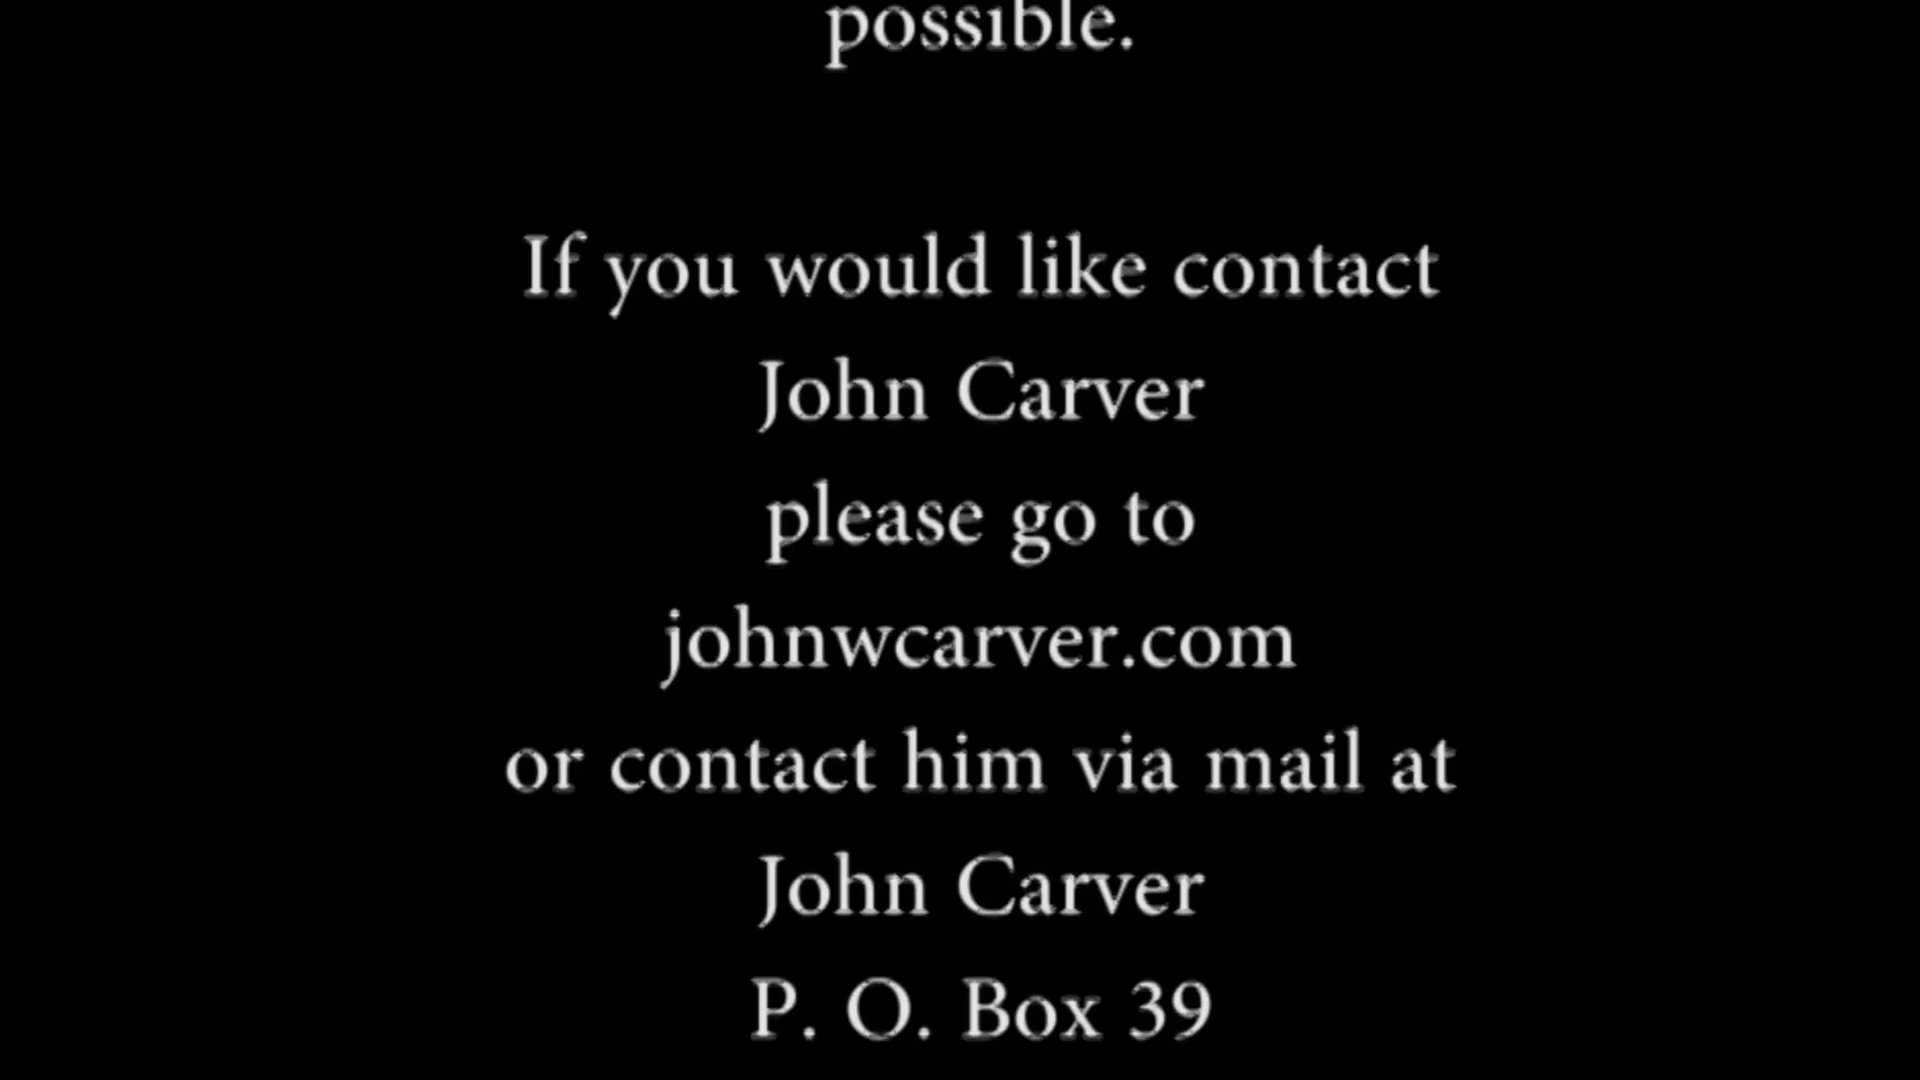 possible.
If you would like contact
John Carver
please go to
johnwcarver.com
or contact him via mail at
John Carver
P. O. Box 39